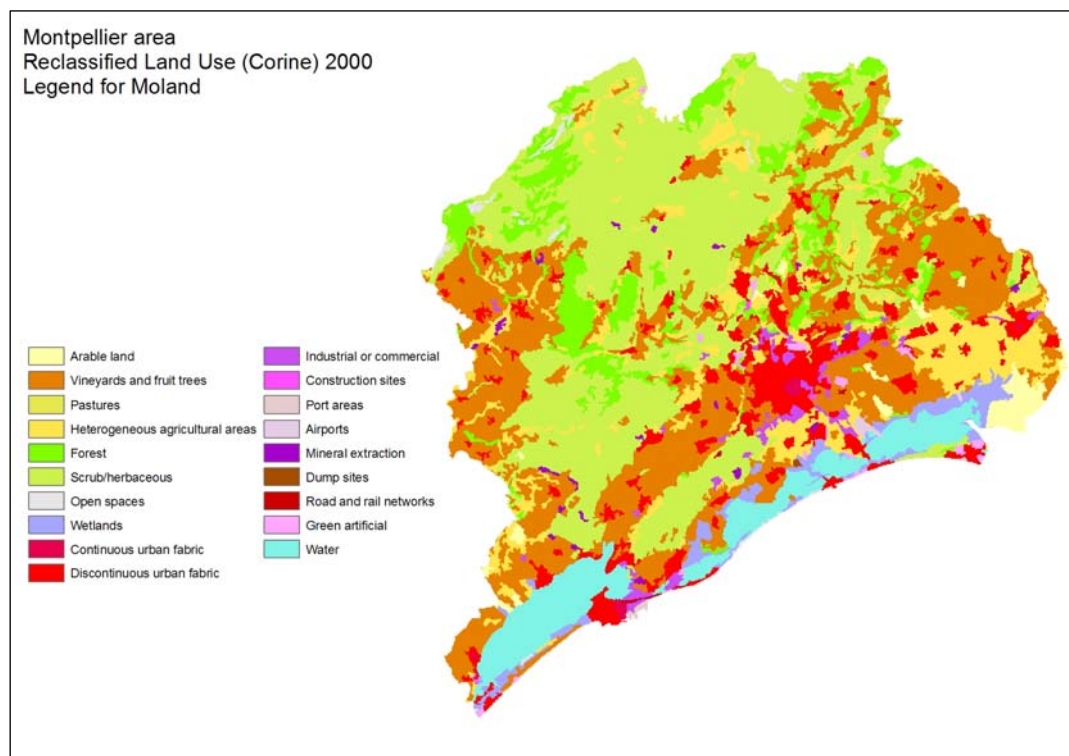 Montpellier area
Reclassified Land Use (Corine) 2000
Legend for Moland
Arable land
Vineyards and fruit trees
Pastures
Heterogeneous agricultural areas
Forest
Scrub/herbaceous
Open spaces
Wetlands
Continuous urban fabric
Discontinuous urban fabric
Industrial or commercial
Construction sites
Port areas
Airports
Mineral extraction
Dump sites
Road and rail networks
Green artificial
Water